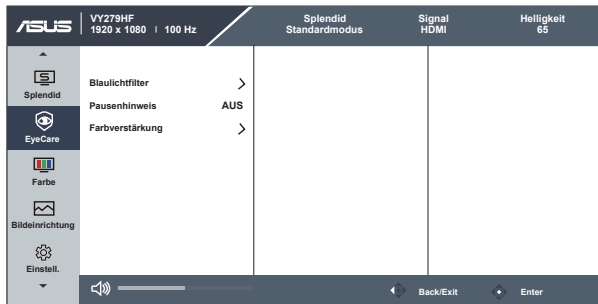 ASUS
VY279HF
1920 x 1080 | 100 Hz
Splendid
Standardmodus
Signal
HDMI
Helligkeit
65
Splendid
EyeCare
Farbe
Bildeinrichtung
Einstell.
Blaulichtfilter
Pausenhinweis AUS
Farbverstärkung
Back/Exit
Enter